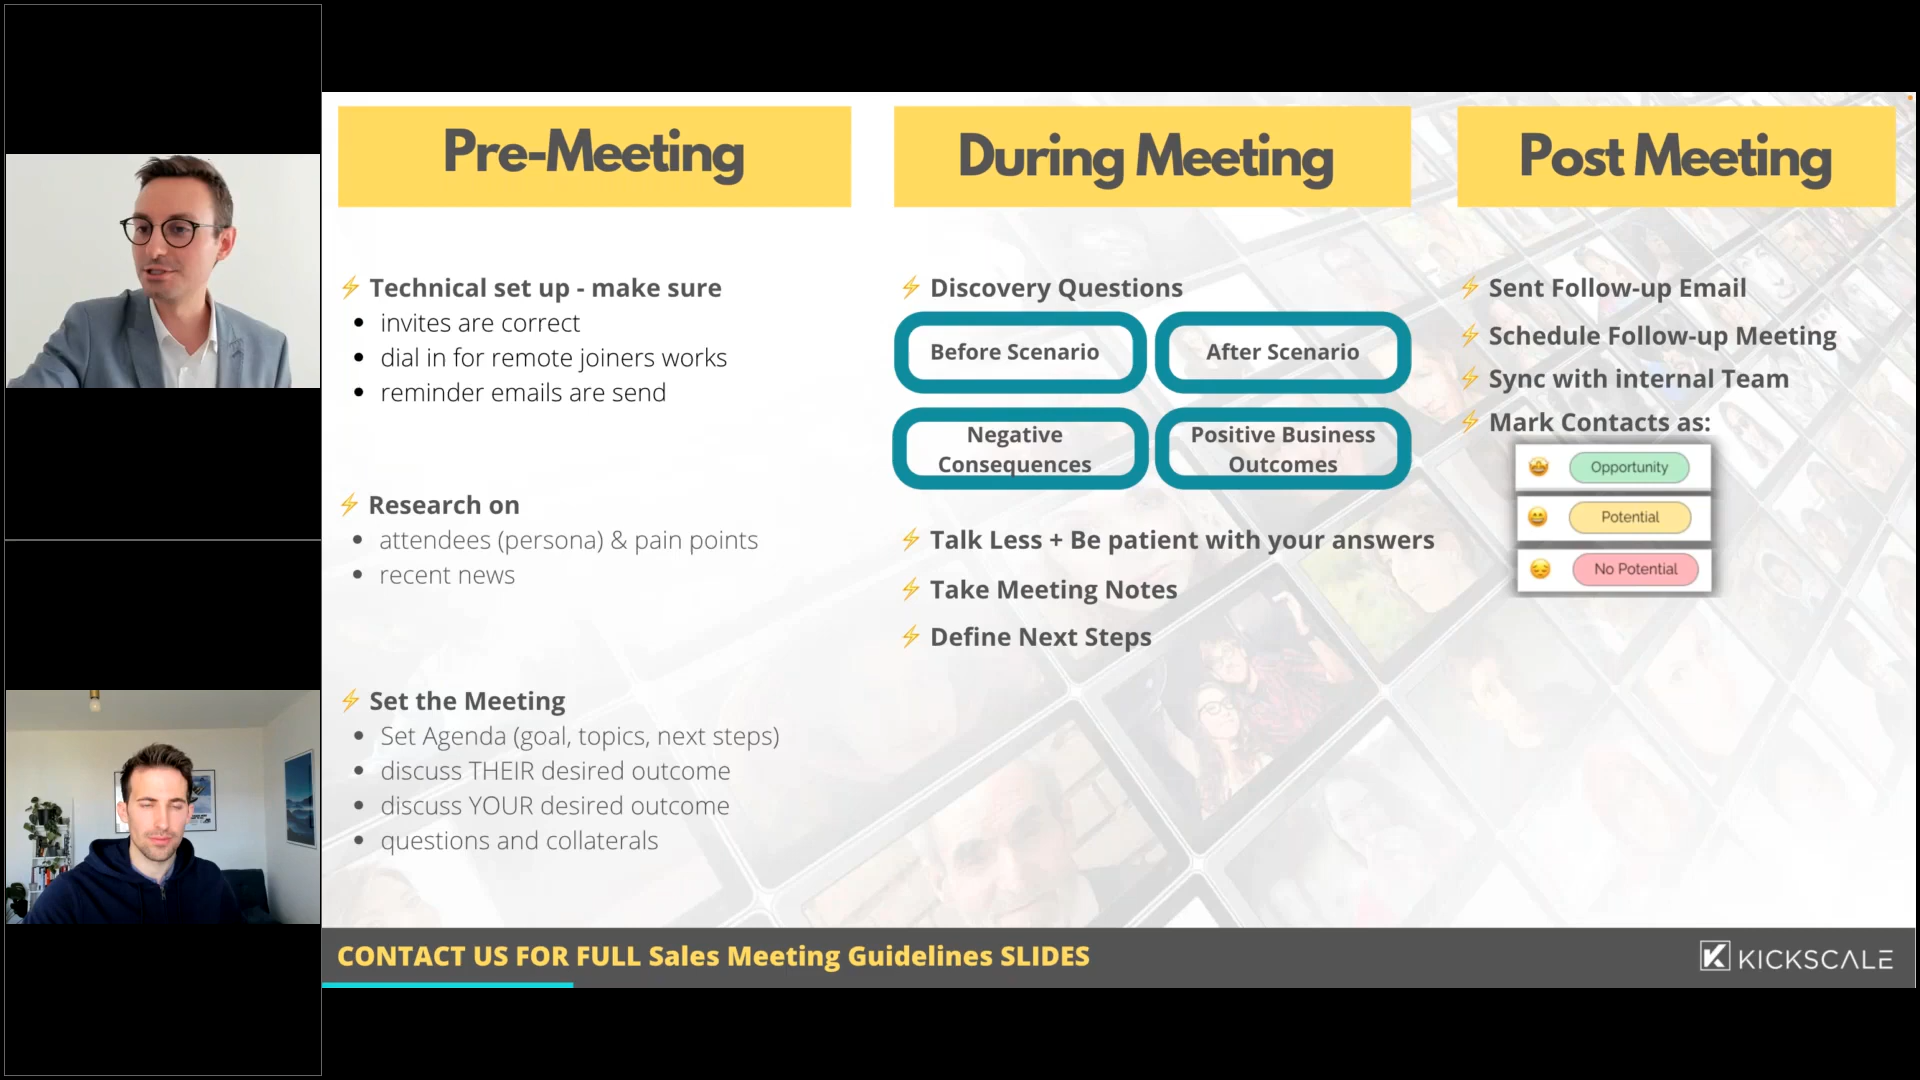 Pre-Meeting
Technical set up - make sure
invites are correct
dial in for remote joiners works
reminder emails are send
Research on
attendees (persona) & pain points
recent news
Set the Meeting
Set Agenda (goal, topics, next steps)
discuss THEIR desired outcome
discuss YOUR desired outcome
questions and collaterals
During Meeting
Discovery Questions
Before Scenario
After Scenario
Negative
Consequences
Positive Business
Outcomes
Talk Less + Be patient with your answers
Take Meeting Notes
Define Next Steps
Post Meeting
Sent Follow-up Email
Schedule Follow-up Meeting
Sync with internal Team
Mark Contacts as:
Opportunity
Potential
No Potential
CONTACT US FOR FULL Sales Meeting Guidelines SLIDES
KICKSCALE